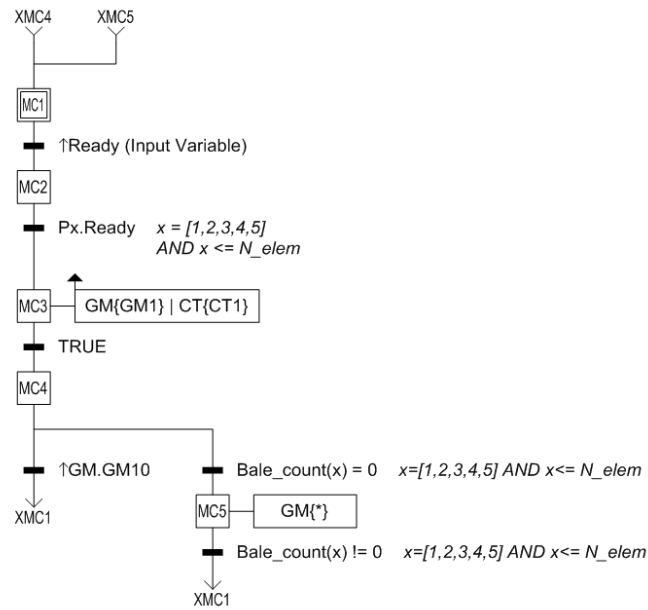 XMC4 XMC5
MC1
↑Ready (Input Variable)
MC2
Px.Ready x = [1,2,3,4,5]
AND x <= N_elem
MC3 GM{GM1} | CT{CT1}
TRUE
MC4
↑GM.GM10 Bale_count(x) = 0 x=[1,2,3,4,5] AND x<= N_elem
XMC1 MC5 GM{*}
Bale_count(x) != 0 x=[1,2,3,4,5] AND x<= N_elem
XMC1